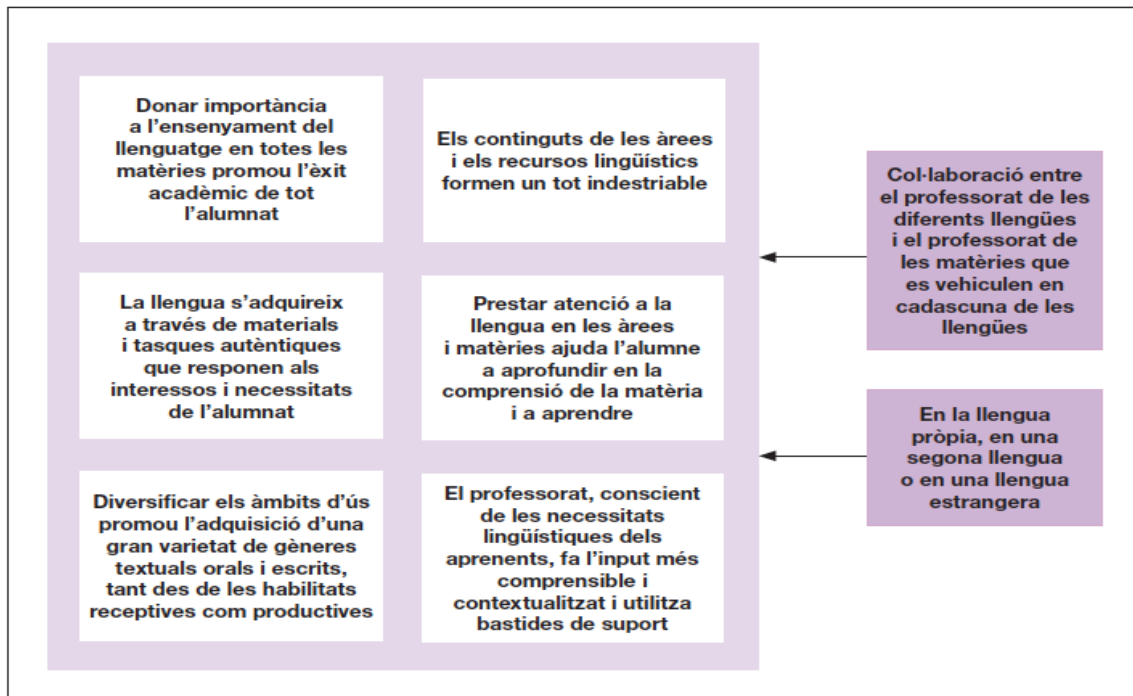 Donar importància
a l'ensenyament del
llenguatge en totes les
matèries promou l'èxit
acadèmic de tot
l'alumnat
Els continguts de les àrees
i els recursos lingüístics
formen un tot indestriable
La llengua s'adquireix
a través de materials
i tasques autèntiques
que responen als
interessos i necessitats
de l'alumnat
Prestar atenció a la
llengua en les àrees
i matèries ajuda l'alumne
a aprofundir en la
comprensió de la matèria
i a aprendre
Diversificar els àmbits d'ús
promou l'adquisició d'una
gran varietat de gèneres
textuals orals i escrits,
tant des de les habilitats
receptives com productives
El professorat, conscient
de les necessitats
lingüístiques dels
aprenents, fa l'input més
comprensible i
contextualitzat i utilitza
bastides de suport
Col·laboració entre
el professorat de les
diferents llengües
i el professorat de
les matèries que
es vehiculen en
cadascuna de les
llengües
En la llengua
pròpia, en una
segona llengua
o en una llengua
estrangera